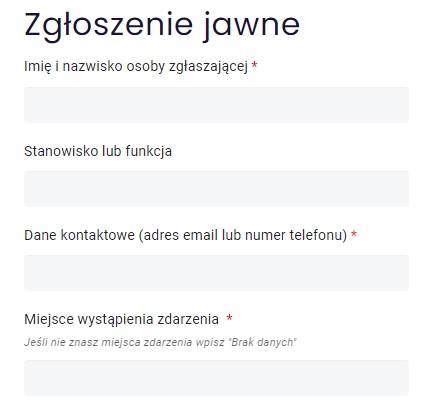 Zgłoszenie jawne
Imię i nazwisko osoby zgłaszającej *
Stanowisko lub funkcja
Dane kontaktowe (adres email lub numer telefonu) *
Miejsce wystąpienia zdarzenia *
Jeśli nie znasz miejsca zdarzenia wpisz "Brak danych"